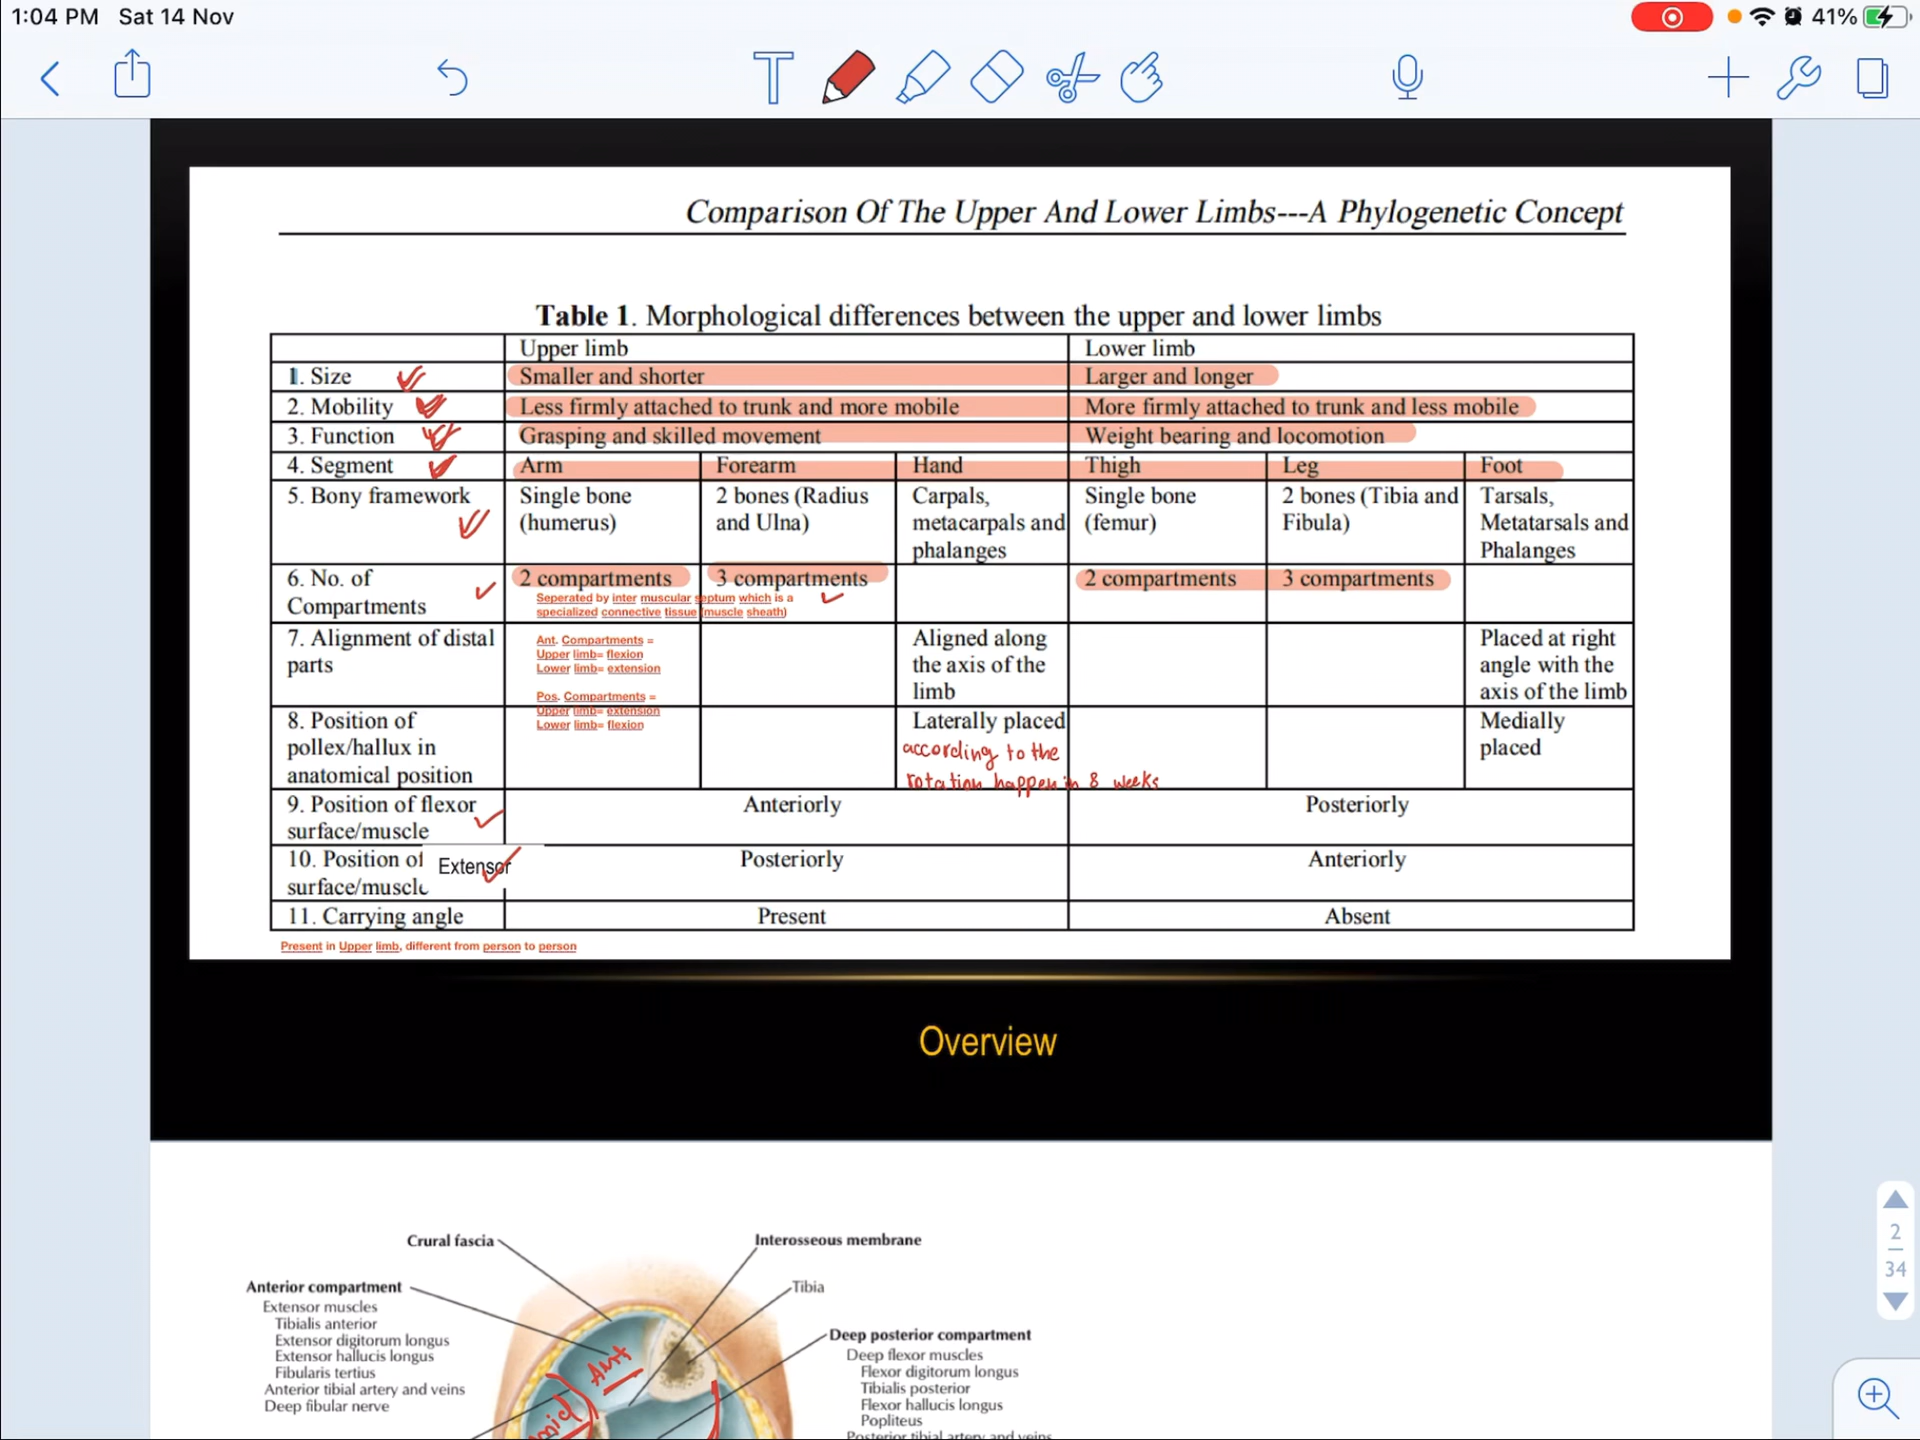 1:04 PM Sat 14 Nov 41%
Comparison Of The Upper And Lower Limbs---A Phylogenetic Concept
Table 1. Morphological differences between the upper and lower limbs
Upper limb Lower limb
1. Size Smaller and shorter Larger and longer
2. Mobility Less firmly attached to trunk and more mobile More firmly attached to trunk and less mobile
3. Function Grasping and skilled movement Weight bearing and locomotion
4. Segment Arm Forearm Hand Thigh Leg Foot
5. Bony framework Single bone 2 bones (Radius Carpals, Single bone 2 bones (Tibia and Tarsals,
(humerus) and Ulna) metacarpals and (femur) Fibula) Metatarsals and
phalanges Phalanges
6. No. of 2 compartments 3 compartments 2 compartments 3 compartments
Seperated by inter muscular septum which is a
Compartments specialized connective tissue (muscle sheath)
7. Alignment of distal Ant. Compartments = Aligned along Placed at right
parts Upper limb= flexion the axis of the angle with the
Lower limb= extension limb axis of the limb
Pos. Compartments =
8. Position of Upper limb= extension Laterally placed Medially
Lower limb= flexion
pollex/hallux in according to the placed
anatomical position rotation happen in 8 weeks
9. Position of flexor Anteriorly Posteriorly
surface/muscle
10. Position of Extensor Posteriorly Anteriorly
surface/muscle
11. Carrying angle Present Absent
Present in Upper limb, different from person to person
Overview
2
34
Crural fascia Interosseous membrane
Anterior compartment Tibia
Extensor muscles
Tibialis anterior
Extensor digitorum longus
Extensor hallucis longus
Fibularis tertius
Anterior tibial artery and veins
Deep fibular nerve
Deep posterior compartment
Deep flexor muscles
Flexor digitorum longus
Tibialis posterior
Flexor hallucis longus
Popliteus
Posterior tibial artery and veins
Ant